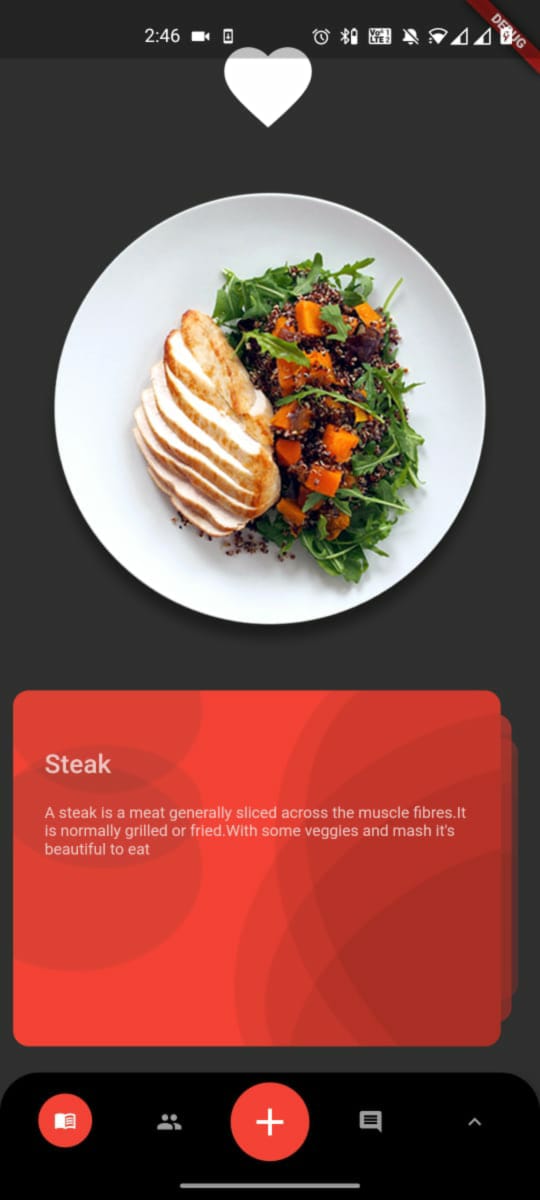 2:46
DEBUG
Steak
A steak is a meat generally sliced across the muscle fibres.It
is normally grilled or fried.With some veggies and mash it's
beautiful to eat